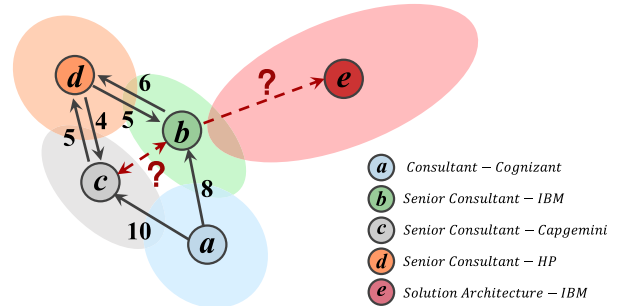 d
6
e
?
5
b
4
5
c
?
8
10
a
a Consultant – Cognizant
b Senior Consultant – IBM
c Senior Consultant – Capgemini
d Senior Consultant – HP
e Solution Architecture – IBM